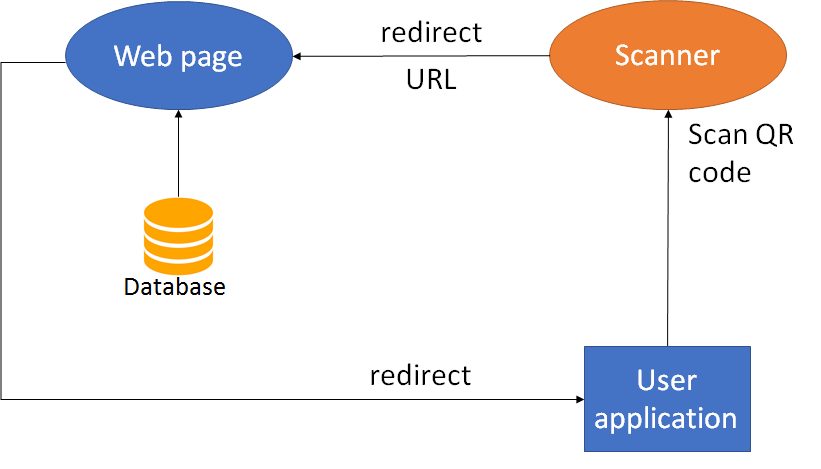 redirect
Web page
Scanner
URL
Scan QR
code
Database
redirect
User
application